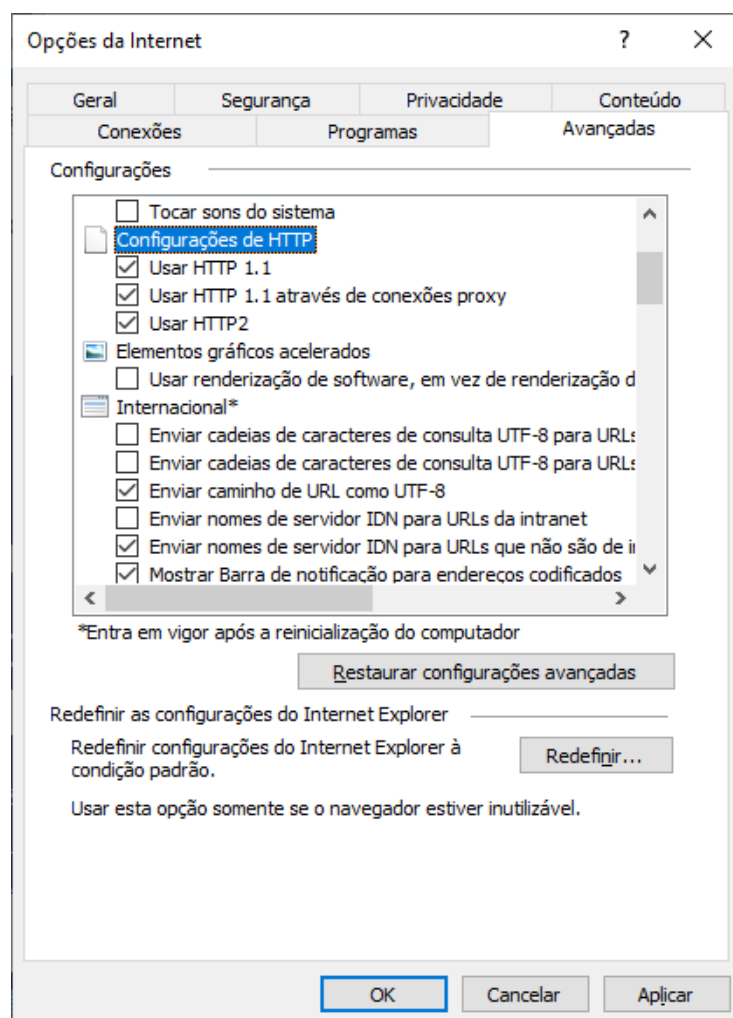 Opções da Internet
?
Geral Segurança Privacidade Conteúdo
Conexões Programas Avançadas
Configurações
Tocar sons do sistema
Configurações de HTTP
Usar HTTP 1.1
Usar HTTP 1.1 através de conexões proxy
Usar HTTP2
Elementos gráficos acelerados
Usar renderização de software, em vez de renderização d
Internacional*
Enviar cadeias de caracteres de consulta UTF-8 para URLs
Enviar cadeias de caracteres de consulta UTF-8 para URLs
Enviar caminho de URL como UTF-8
Enviar nomes de servidor IDN para URLs da intranet
Enviar nomes de servidor IDN para URLs que não são de i
Mostrar Barra de notificação para endereços codificados
*Entra em vigor após a reinicialização do computador
Restaurar configurações avançadas
Redefinir as configurações do Internet Explorer
Redefinir configurações do Internet Explorer à
condição padrão.
Redefinir...
Usar esta opção somente se o navegador estiver inutilizável.
OK Cancelar Aplicar